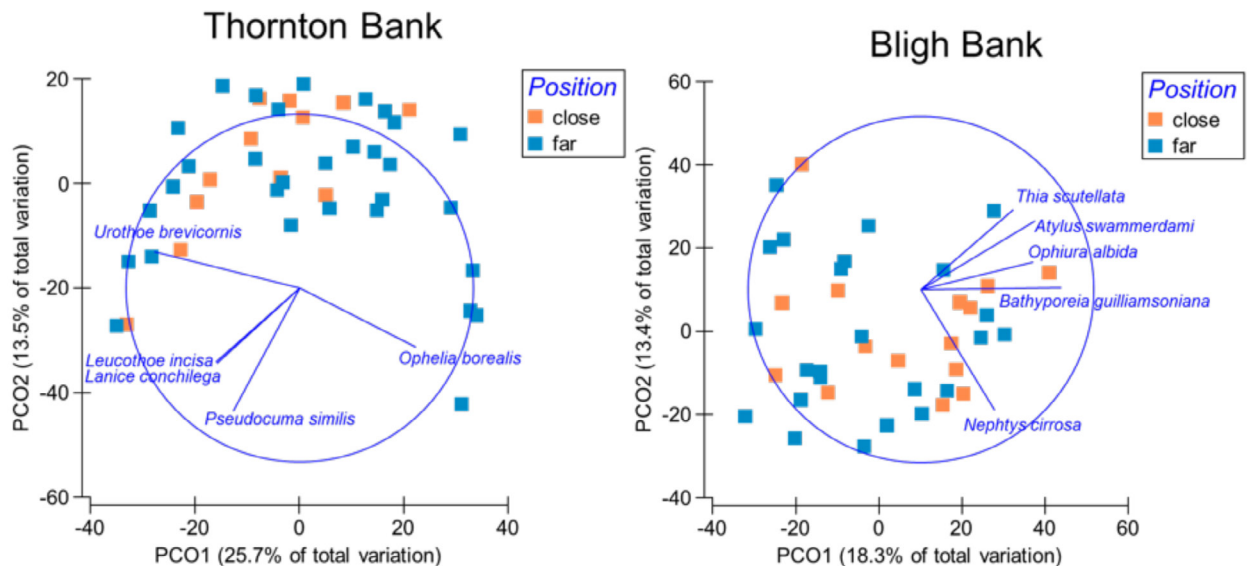 Thornton Bank
Position
close
far
20
0
-20
-40
-60
-40
-20
0
20
40
PCO2 (13.5% of total variation)
PCO1 (25.7% of total variation)
Urothoe brevicornis
Leucothoe incisa
Lanice conchilega
Pseudocuma similis
Ophelia borealis
Bligh Bank
Position
close
far
60
40
20
0
-20
-40
-40
-20
0
20
40
60
PCO2 (13.4% of total variation)
PCO1 (18.3% of total variation)
Thia scutellata
Atylus swammerdami
Ophiura albida
Bathyporeia guilliamsoniana
Nephtys cirrosa